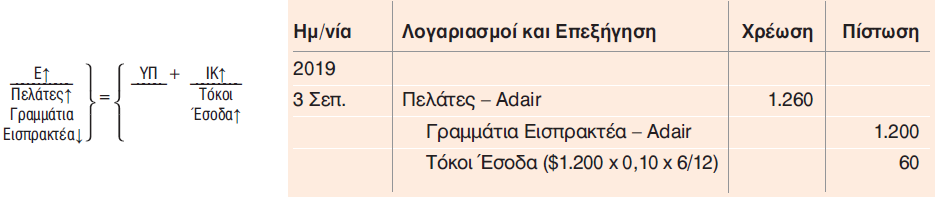 E↑ ΥΠ + ΙΚ↑
Πελάτες↑ = Τόκοι
Γραμμάτια Έσοδα↑
Εισπρακτέα↓
Ημ/νία Λογαριασμοί και Επεξήγηση Χρέωση Πίστωση
2019
3 Σεπ. Πελάτες – Adair 1.260
Γραμμάτια Εισπρακτέα – Adair 1.200
Τόκοι Έσοδα ($1.200 x 0,10 x 6/12) 60